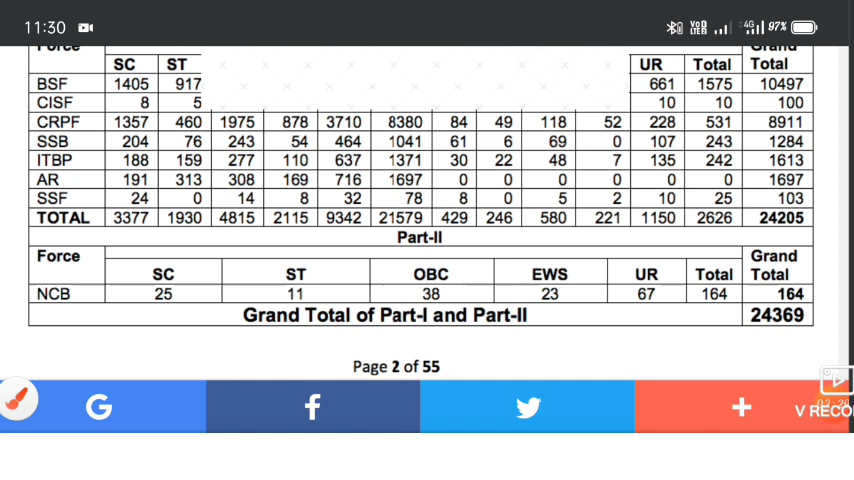 11:30 VoD LTE 4G 97%
Force Grand
SC ST UR Total Total
BSF 1405 917 661 1575 10497
CISF 8 5 10 10 100
CRPF 1357 460 1975 878 3710 8380 84 49 118 52 228 531 8911
SSB 204 76 243 54 464 1041 61 6 69 0 107 243 1284
ITBP 188 159 277 110 637 1371 30 22 48 7 135 242 1613
AR 191 313 308 169 716 1697 0 0 0 0 0 0 1697
SSF 24 0 14 8 32 78 8 0 5 2 10 25 103
TOTAL 3377 1930 4815 2115 9342 21579 429 246 580 221 1150 2626 24205
Part-II
Force Grand
SC ST OBC EWS UR Total Total
NCB 25 11 38 23 67 164 164
Grand Total of Part-I and Part-II 24369
Page 2 of 55
G f +
V RECO